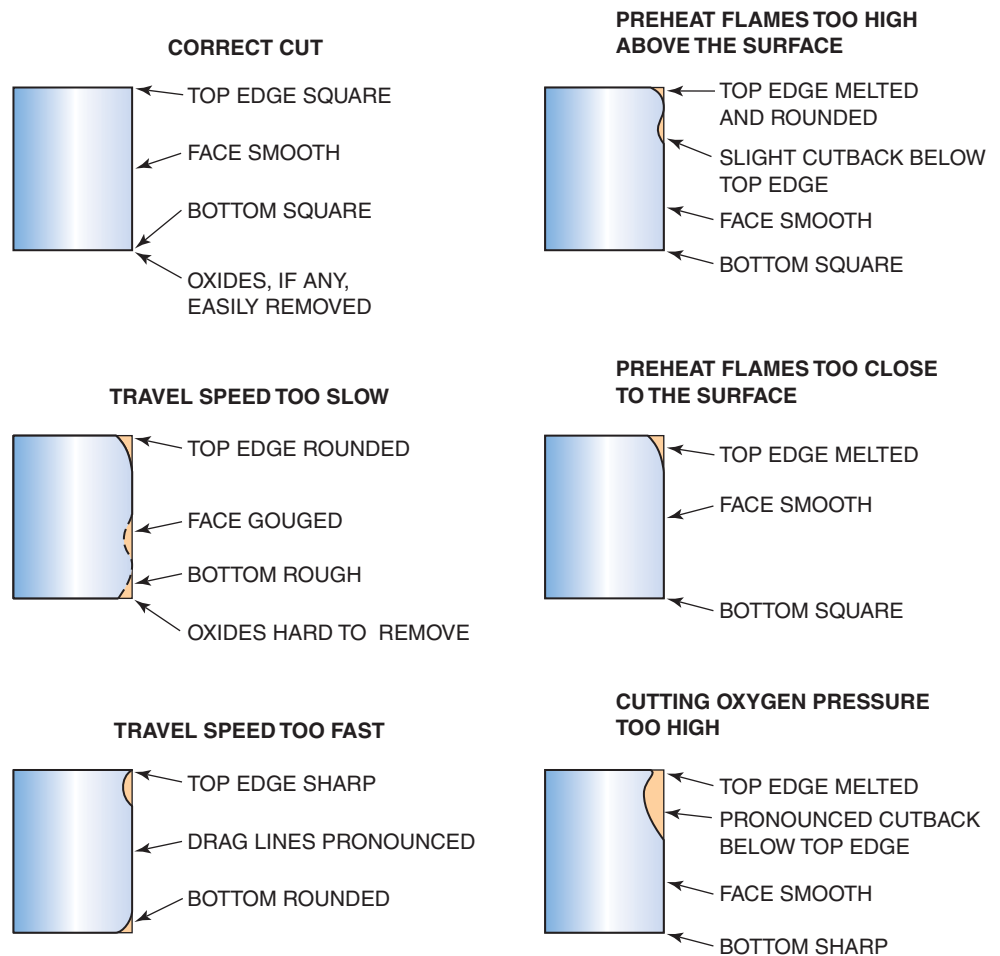 CORRECT CUT
TOP EDGE SQUARE
FACE SMOOTH
BOTTOM SQUARE
OXIDES, IF ANY,
EASILY REMOVED
PREHEAT FLAMES TOO HIGH
ABOVE THE SURFACE
TOP EDGE MELTED
AND ROUNDED
SLIGHT CUTBACK BELOW
TOP EDGE
FACE SMOOTH
BOTTOM SQUARE
TRAVEL SPEED TOO SLOW
TOP EDGE ROUNDED
FACE GOUGED
BOTTOM ROUGH
OXIDES HARD TO REMOVE
PREHEAT FLAMES TOO CLOSE
TO THE SURFACE
TOP EDGE MELTED
FACE SMOOTH
BOTTOM SQUARE
TRAVEL SPEED TOO FAST
TOP EDGE SHARP
DRAG LINES PRONOUNCED
BOTTOM ROUNDED
CUTTING OXYGEN PRESSURE
TOO HIGH
TOP EDGE MELTED
PRONOUNCED CUTBACK
BELOW TOP EDGE
FACE SMOOTH
BOTTOM SHARP